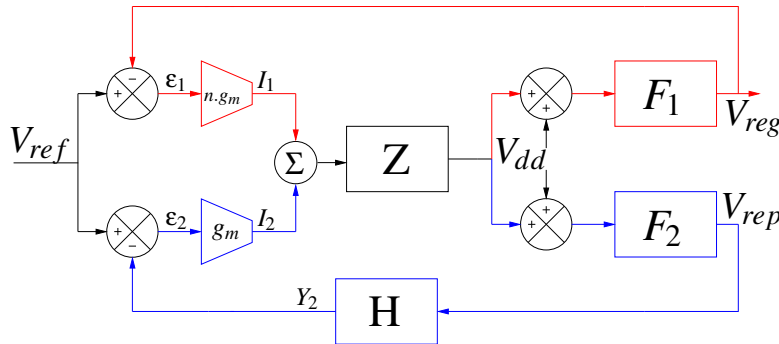 −
+
ε1
n.gm
I1
Vref
Σ
Z
Vdd
+
+
+
F1
Vreg
+
−
ε2
gm
I2
+
+
F2
Vrep
Y2
H